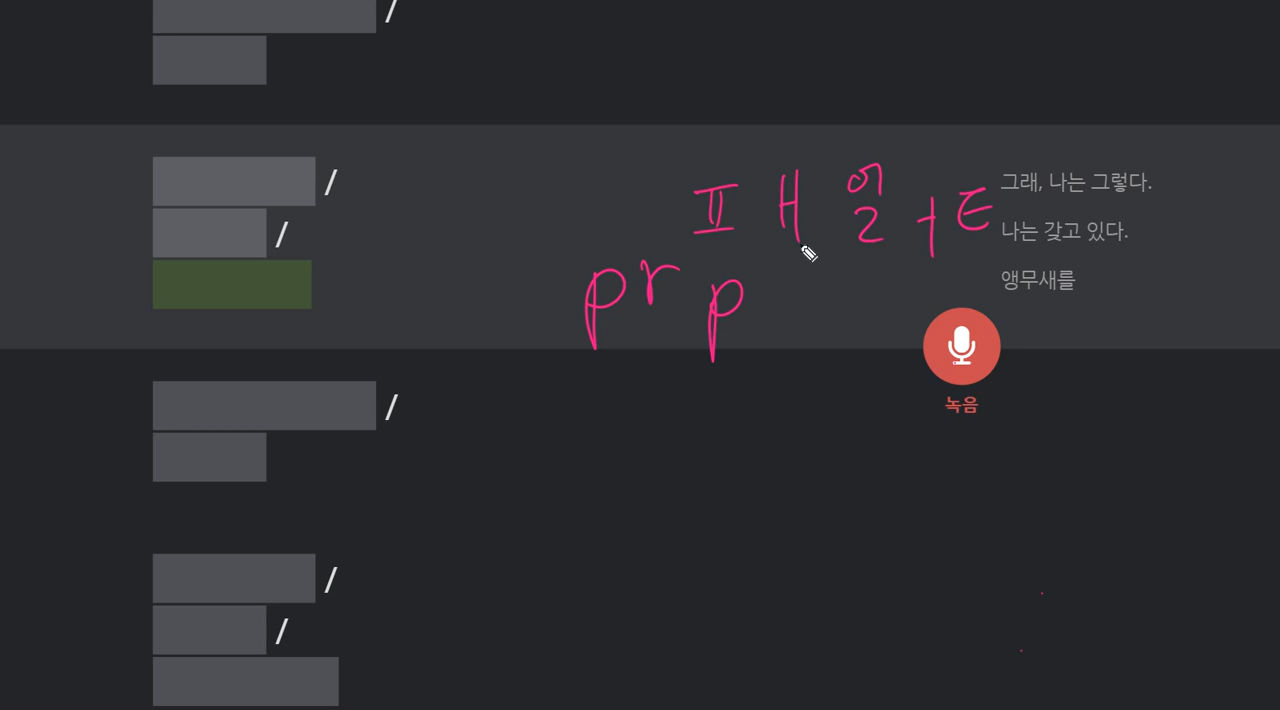 /
/
/
ㅍ ㅐ 얼 ㅓ ㅌ
pr p
그래, 나는 그렇다.
나는 갖고 있다.
앵무새를
녹음
/
/
/